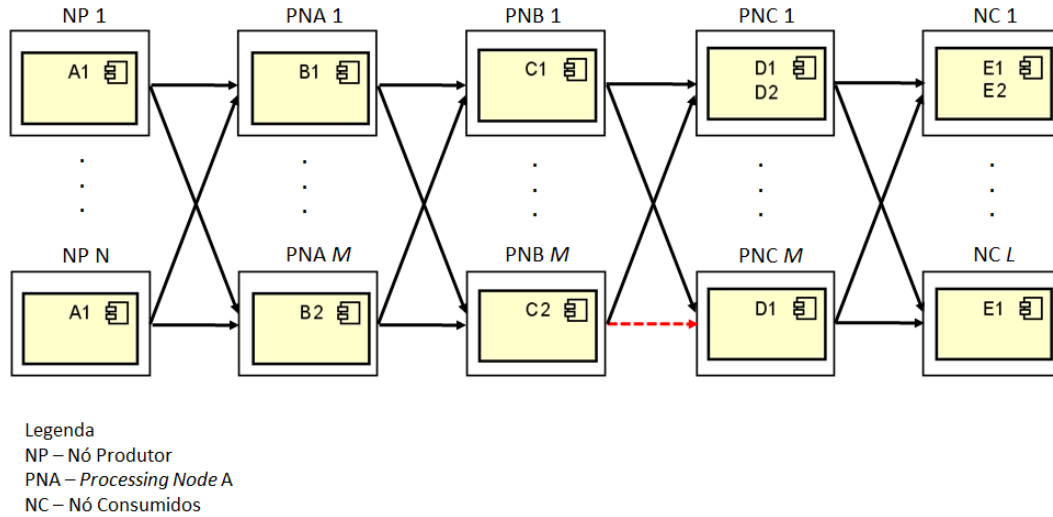 NP 1 PNA 1 PNB 1 PNC 1 NC 1
A1 B1 C1 D1 E1
D2 E2
NP N PNA M PNB M PNC M NC L
A1 B2 C2 D1 E1
Legenda
NP – Nó Produtor
PNA – Processing Node A
NC – Nó Consumidos